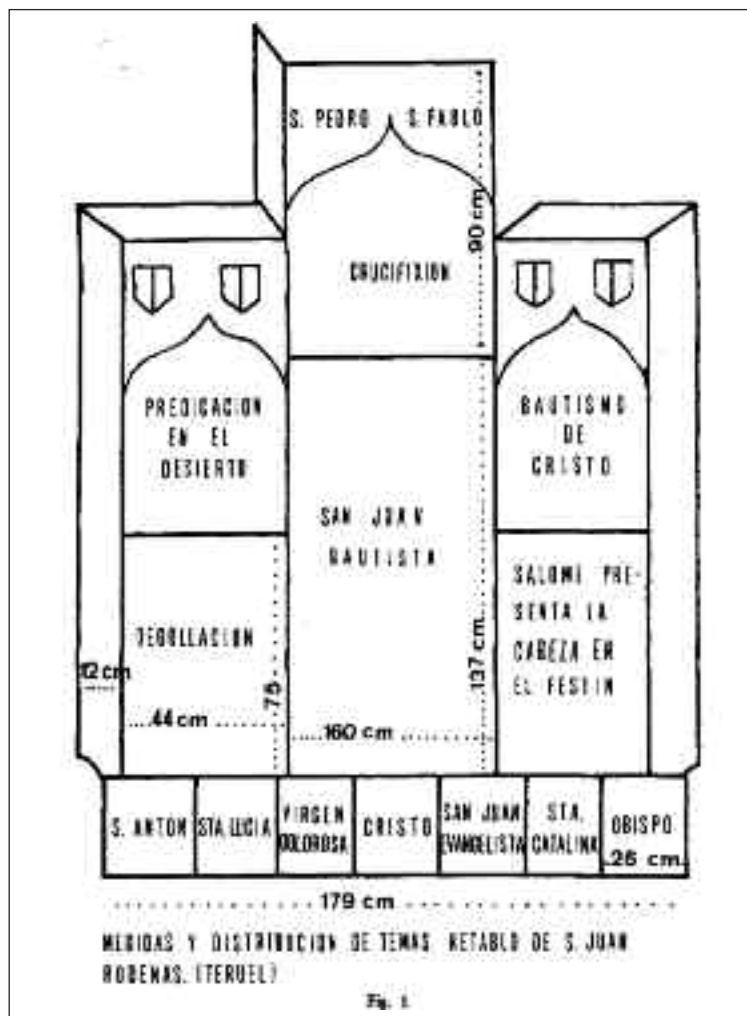 S. PEDRO S. PABLO
90 cm
CRUCIFIXION
PREDICACION
EN EL
DESIERTO
BAUTISMO
DE
CRISTO
SAN JUAN
BAUTISTA
DEGOLLACION
SALOME PRE-
SENTA LA
CABEZA EN
EL FESTIN
12 cm
44 cm
75
160 cm
137 cm.
S. ANTON
STA. LUCIA
VIRGEN
DOLOROSA
CRISTO
SAN JUAN
EVANGELISTA
STA.
CATALINA
OBISPO
26 cm.
179 cm
MEDIDAS Y DISTRIBUCION DE TEMAS RETABLO DE S. JUAN
RODENAS. (TERUEL)
Fig. 1